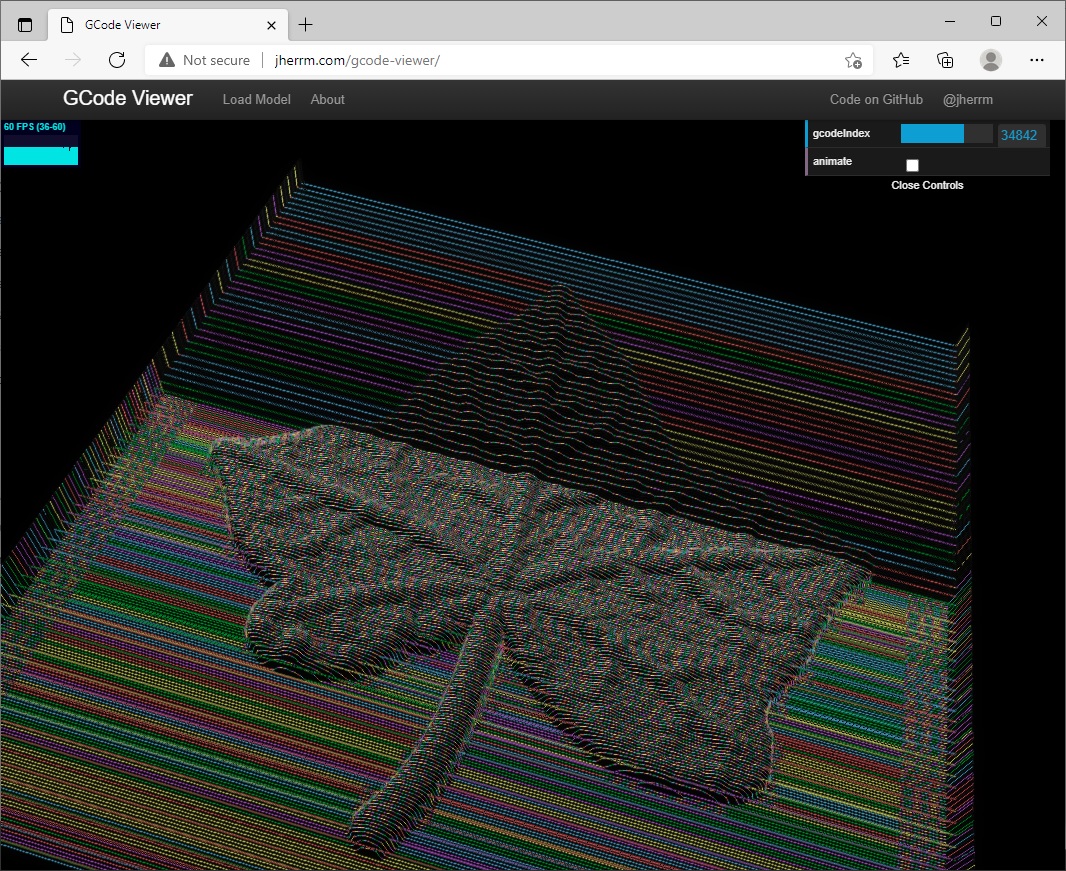 GCode Viewer
Not secure
jherrm.com/gcode-viewer/
GCode Viewer
Load Model
About
Code on GitHub
@jherrm
60 FPS (36-60)
gcodeIndex
34842
animate
Close Controls